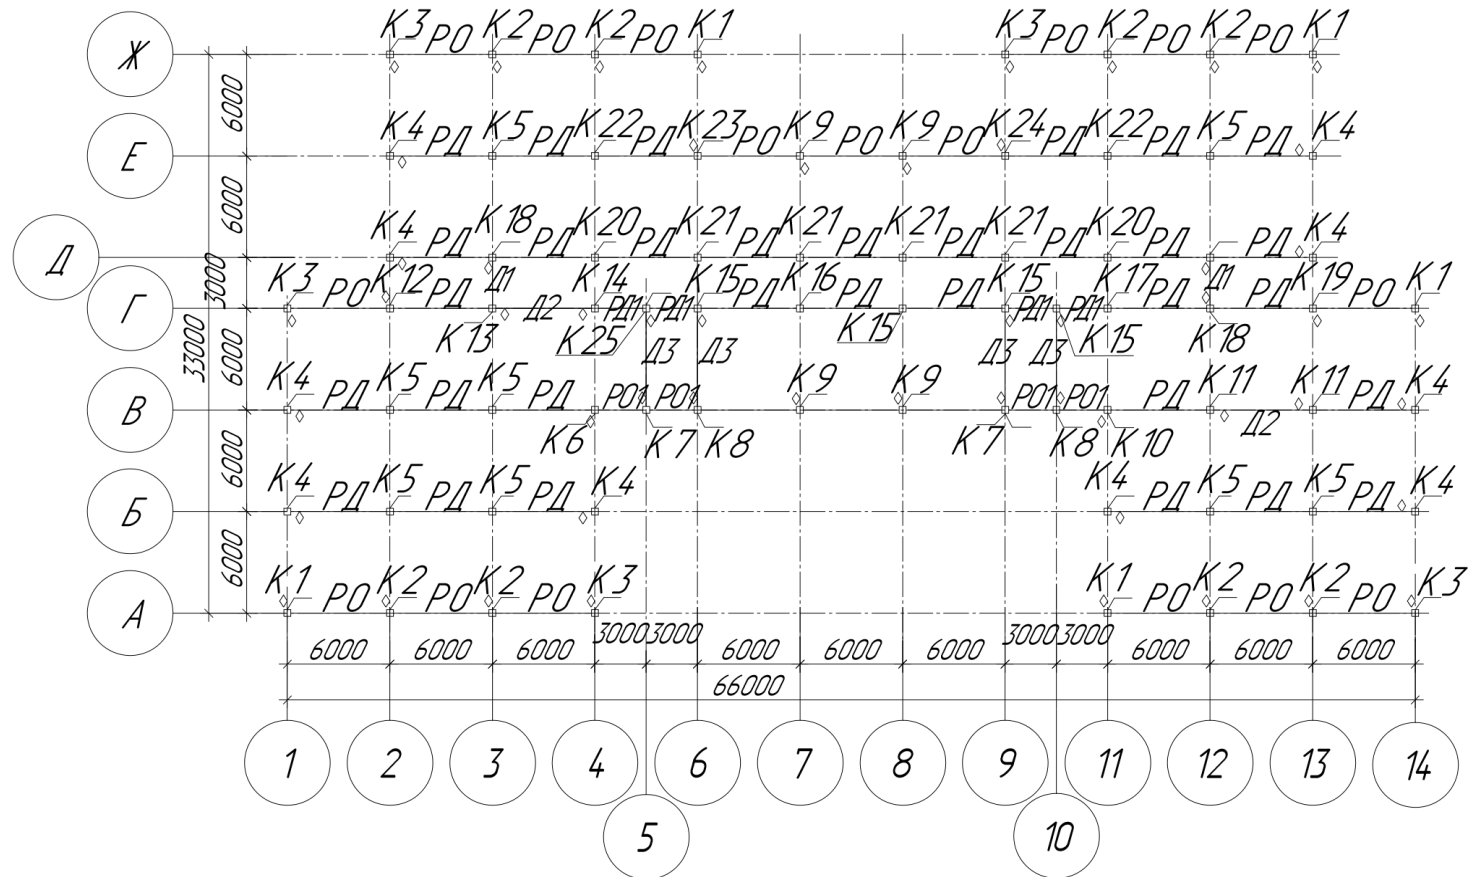 К3 РО К2 РО К2 РО К1 К3 РО К2 РО К2 РО К1
Ж
6000
К4 РД К5 РД К22 РД К23 РО К9 РО К9 РО К24 РД К22 РД К5 РД К4
Е
6000
К4 РД К18 РД К20 РД К21 РД К21 РД К21 РД К21 РД К20 РД РД К4
Д
3000
К3 РО К12 РД Д1 К14 РД1 РД1 К15 РД К16 РД РД К15 РД1 РД1 К17 РД Д1 РД К19 РО К1
Г
Д2
К13 К25 К15 К15 К18
33000
6000
Д3 Д3 Д3 Д3
К4 РД К5 РД К5 РО1 РО1 К9 К9 РО1 РО1 РД К11 К11 РД К4
В
Д2
К6 К7 К8 К7 К8 К10
6000
К4 РД К5 РД К5 РД К4 К4 РД К5 РД К5 РД К4
Б
6000
К1 РО К2 РО К2 РО К3 К1 РО К2 РО К2 РО К3
А
6000 6000 6000 3000 3000 6000 6000 6000 3000 3000 6000 6000 6000
66000
1 2 3 4 6 7 8 9 11 12 13 14
5 10